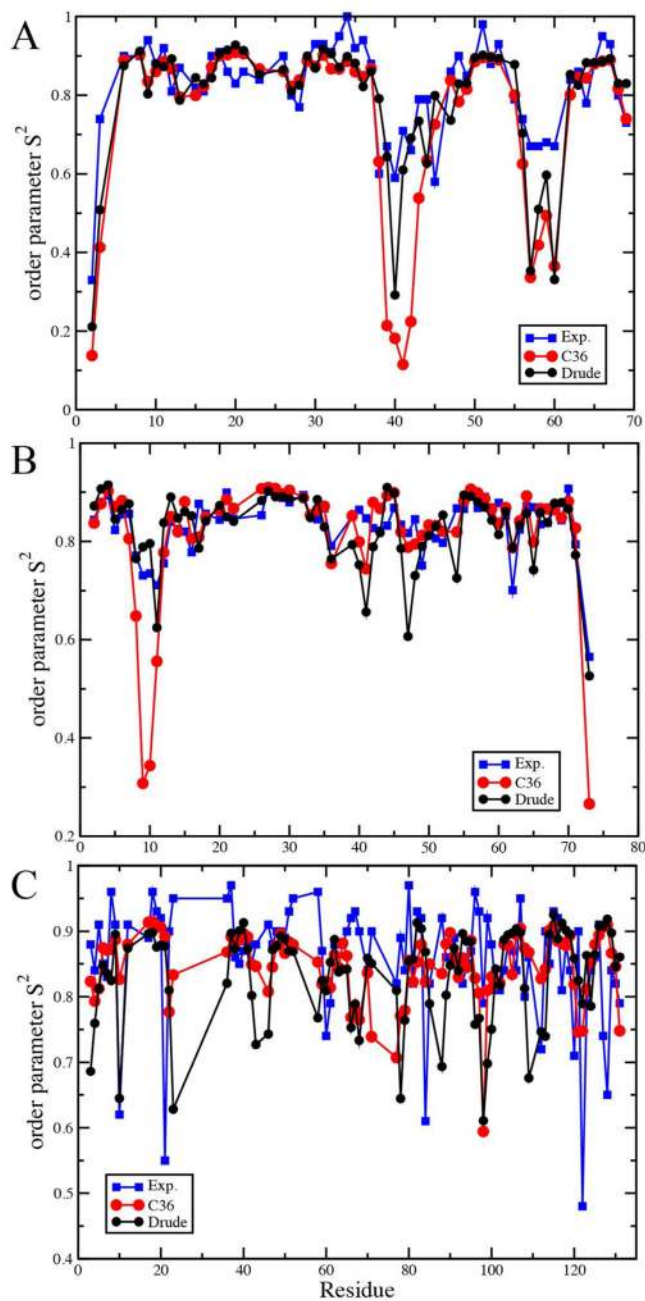 A
order parameter S²
1
0.8
0.6
0.4
0.2
0
0 10 20 30 40 50 60 70
Exp.
C36
Drude
B
order parameter S²
1
0.8
0.6
0.4
0.2
0 10 20 30 40 50 60 70 80
Exp.
C36
Drude
C
order parameter S²
1
0.9
0.8
0.7
0.6
0.5
0.4
0 20 40 60 80 100 120
Exp.
C36
Drude
Residue